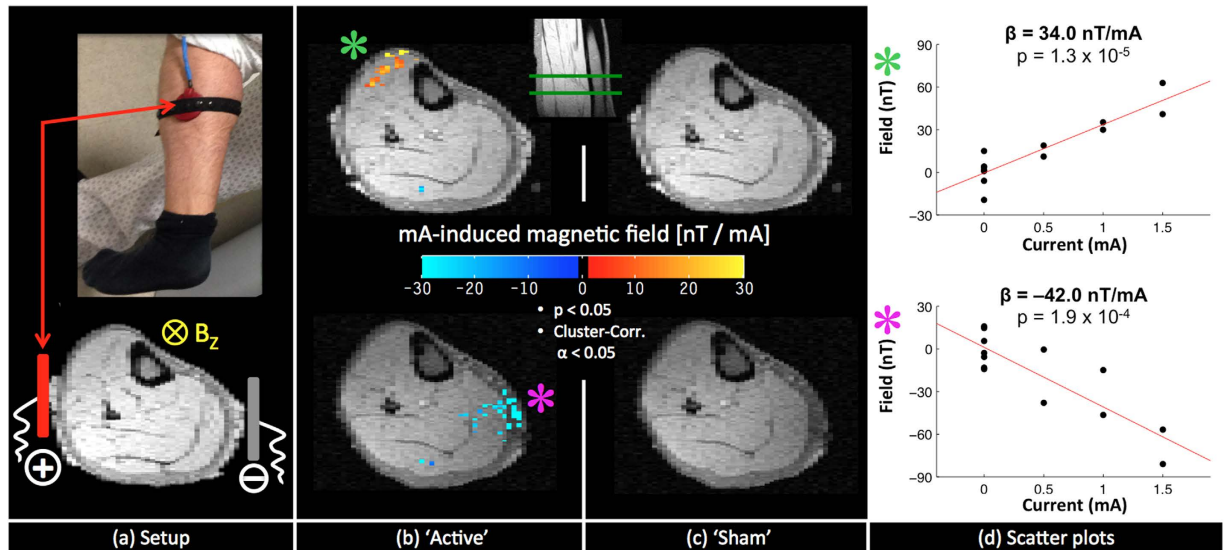 B_z
+
−
(a) Setup
*
mA-induced magnetic field [nT / mA]
-30 -20 -10 0 10 20 30
• p < 0.05
• Cluster-Corr.
α < 0.05
*
(b) ‘Active’
(c) ‘Sham’
*
β = 34.0 nT/mA
p = 1.3 x 10⁻⁵
Field (nT)
90
60
30
0
−30
0 0.5 1 1.5
Current (mA)
*
β = −42.0 nT/mA
p = 1.9 x 10⁻⁴
Field (nT)
30
0
−30
−60
−90
0 0.5 1 1.5
Current (mA)
(d) Scatter plots